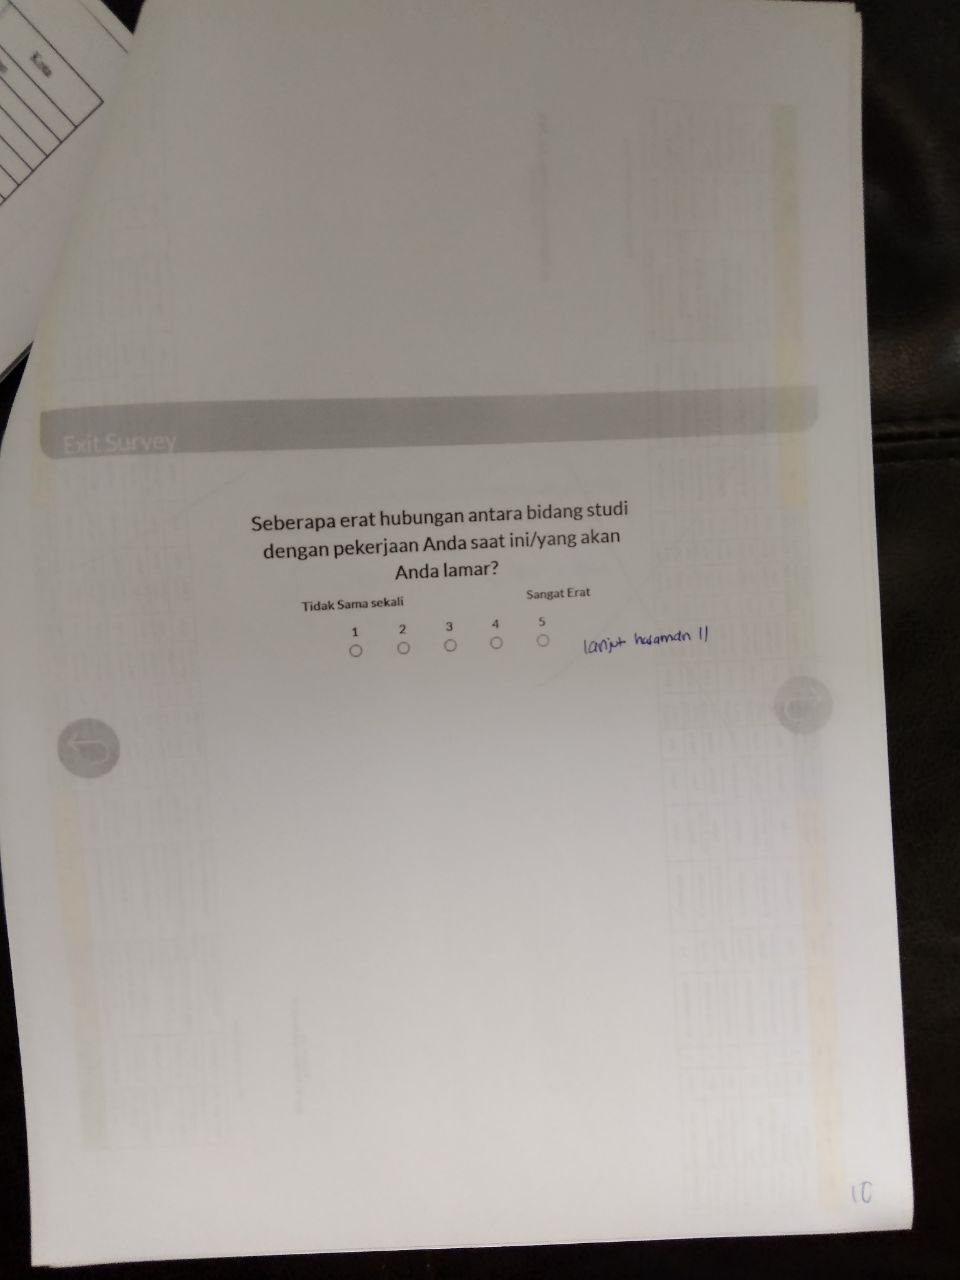 Exit Survey
Seberapa erat hubungan antara bidang studi
dengan pekerjaan Anda saat ini/yang akan
Anda lamar?
Tidak Sama sekali
Sangat Erat
1 2 3 4 5
lanjut halaman 11
10